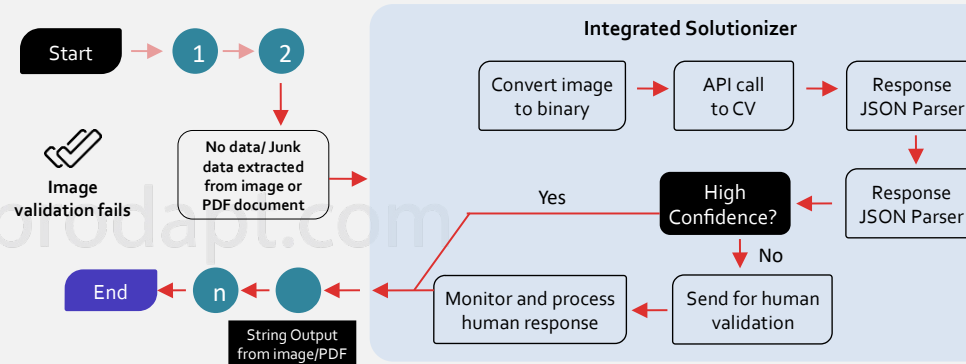 Integrated Solutionizer
Start
1
2
Convert image
to binary
API call
to CV
Response
JSON Parser
No data/ Junk
data extracted
from image or
PDF document
Image
validation fails
Yes
High
Confidence?
Response
JSON Parser
No
End
n
Monitor and process
human response
Send for human
validation
String Output
from image/PDF
prodapt.com